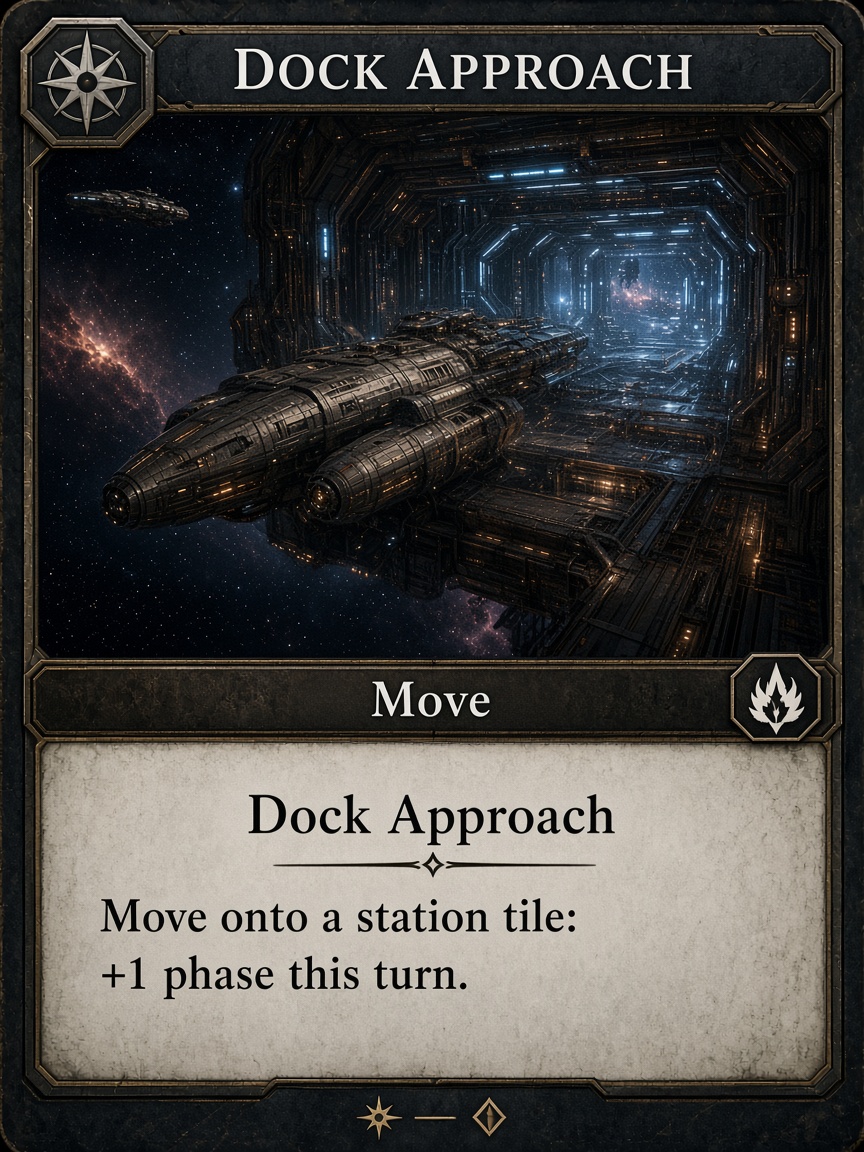 Dock Approach
Move
Dock Approach
Move onto a station tile:
+1 phase this turn.